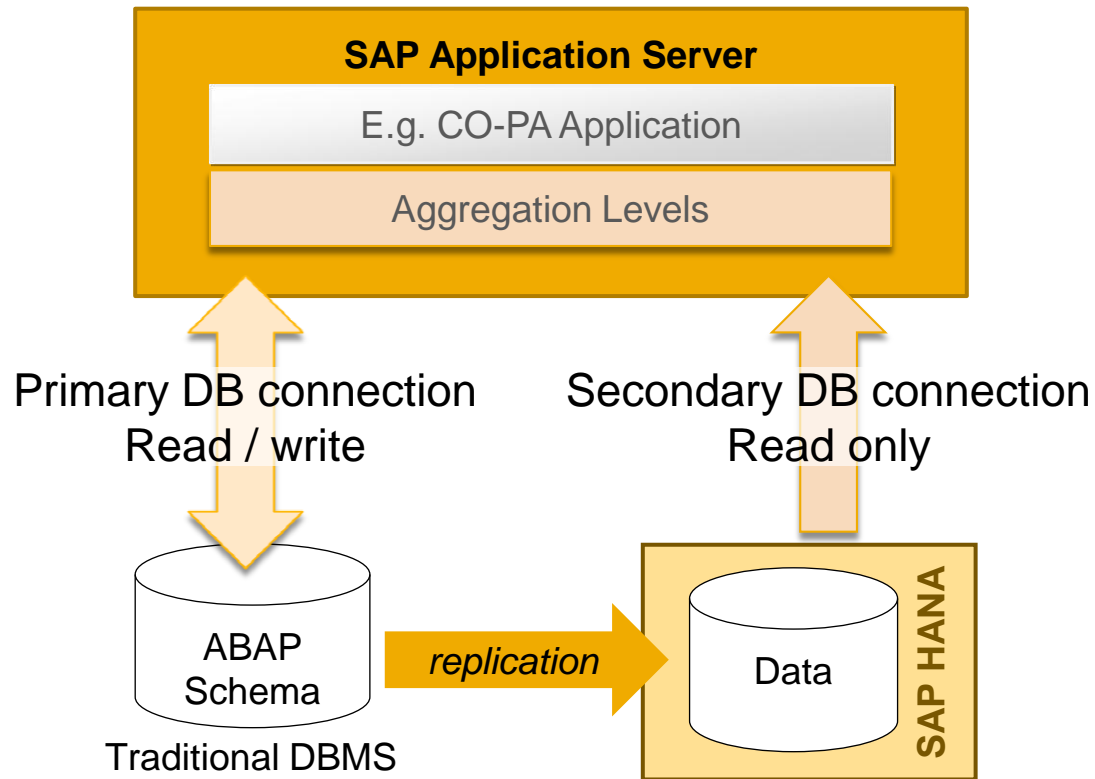 SAP Application Server
E.g. CO-PA Application
Aggregation Levels
Primary DB connection
Read / write
Secondary DB connection
Read only
ABAP
Schema
Traditional DBMS
replication
Data
SAP HANA